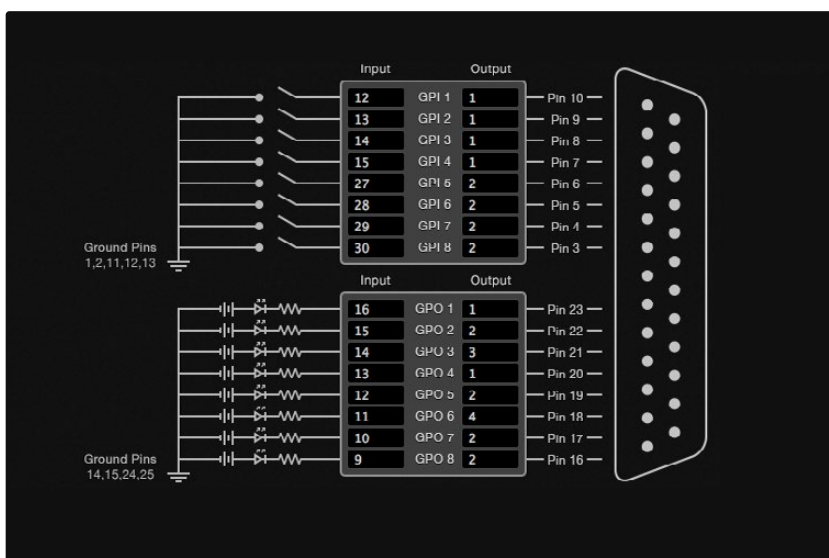 Input Output
12 GPI 1 1 Pin 10
13 GPI 2 1 Pin 9
14 GPI 3 1 Pin 8
15 GPI 4 1 Pin 7
27 GPI 5 2 Pin 6
28 GPI 6 2 Pin 5
29 GPI 7 2 Pin 4
30 GPI 8 2 Pin 3
Ground Pins
1,2,11,12,13
Input Output
16 GPO 1 1 Pin 23
15 GPO 2 2 Pin 22
14 GPO 3 3 Pin 21
13 GPO 4 1 Pin 20
12 GPO 5 2 Pin 19
11 GPO 6 4 Pin 18
10 GPO 7 2 Pin 17
9 GPO 8 2 Pin 16
Ground Pins
14,15,24,25